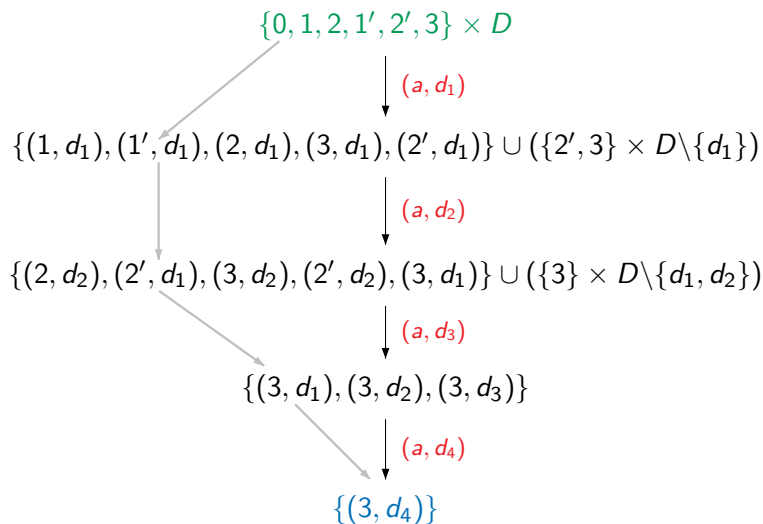 {0, 1, 2, 1′, 2′, 3} × D
(a, d₁)
{(1, d₁), (1′, d₁), (2, d₁), (3, d₁), (2′, d₁)} ∪ ({2′, 3} × D\{d₁})
(a, d₂)
{(2, d₂), (2′, d₁), (3, d₂), (2′, d₂), (3, d₁)} ∪ ({3} × D\{d₁, d₂})
(a, d₃)
{(3, d₁), (3, d₂), (3, d₃)}
(a, d₄)
{(3, d₄)}